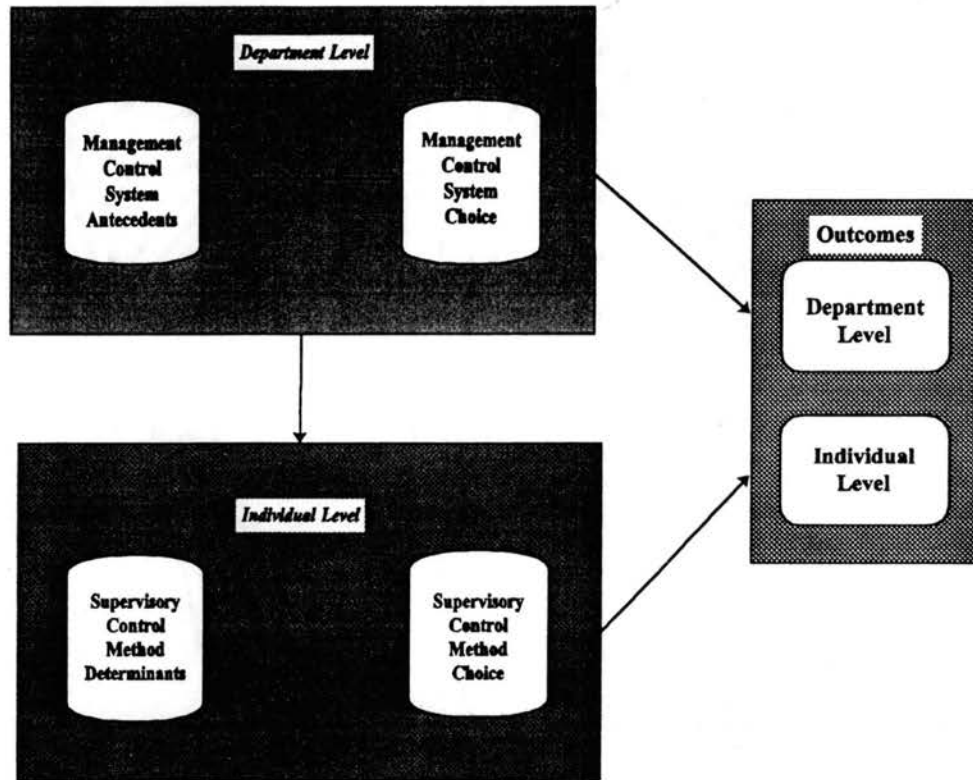 Department Level
Management
Control
System
Antecedents
Management
Control
System
Choice
Outcomes
Department
Level
Individual
Level
Individual Level
Supervisory
Control
Method
Determinants
Supervisory
Control
Method
Choice